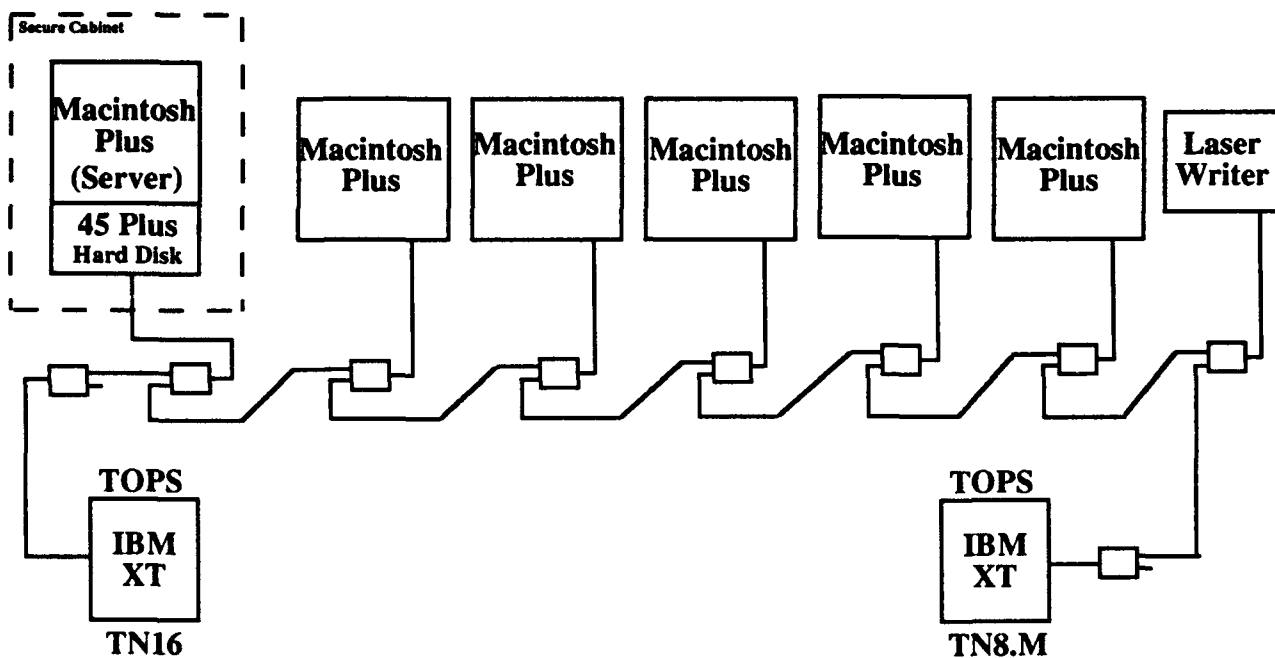 Secure Cabinet
Macintosh
Plus
(Server)
45 Plus
Hard Disk
Macintosh
Plus
Macintosh
Plus
Macintosh
Plus
Macintosh
Plus
Macintosh
Plus
Laser
Writer
TOPS
IBM
XT
TN16
TOPS
IBM
XT
TN8.M